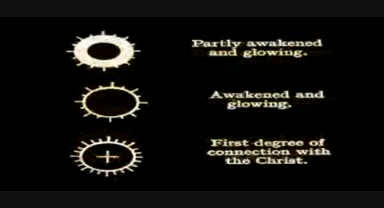 Partly awakened
and glowing.
Awakened and
glowing.
First degree of
connection with
the Christ.